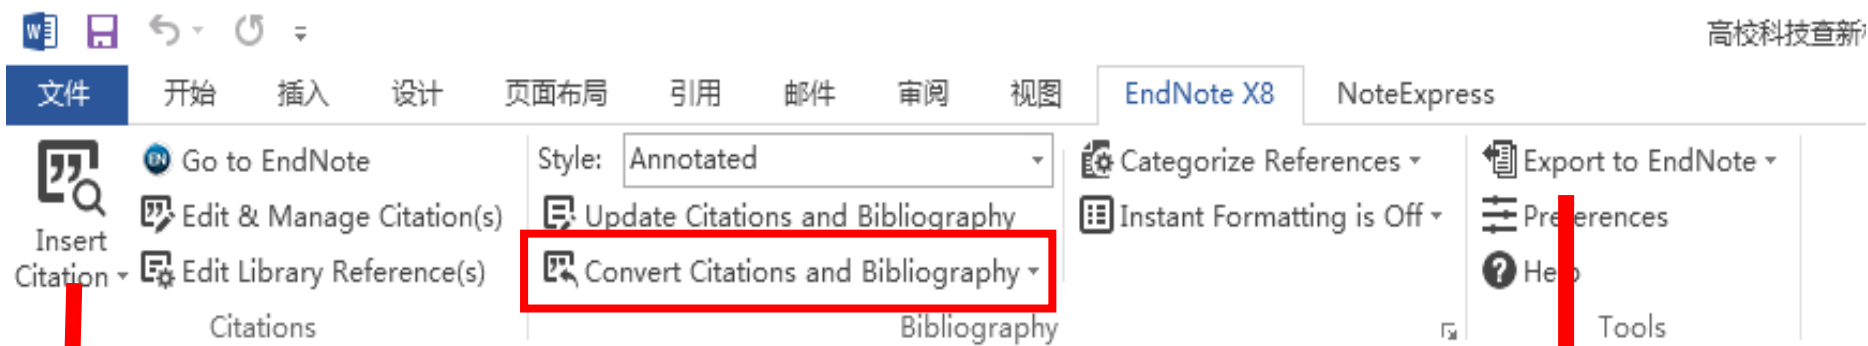 高校科技查新
文件 开始 插入 设计 页面布局 引用 邮件 审阅 视图 EndNote X8 NoteExpress
Go to EndNote Style: Annotated Categorize References Export to EndNote
Edit & Manage Citation(s) Update Citations and Bibliography Instant Formatting is Off Preferences
Insert
Citation Edit Library Reference(s) Convert Citations and Bibliography Help
Citations Bibliography Tools